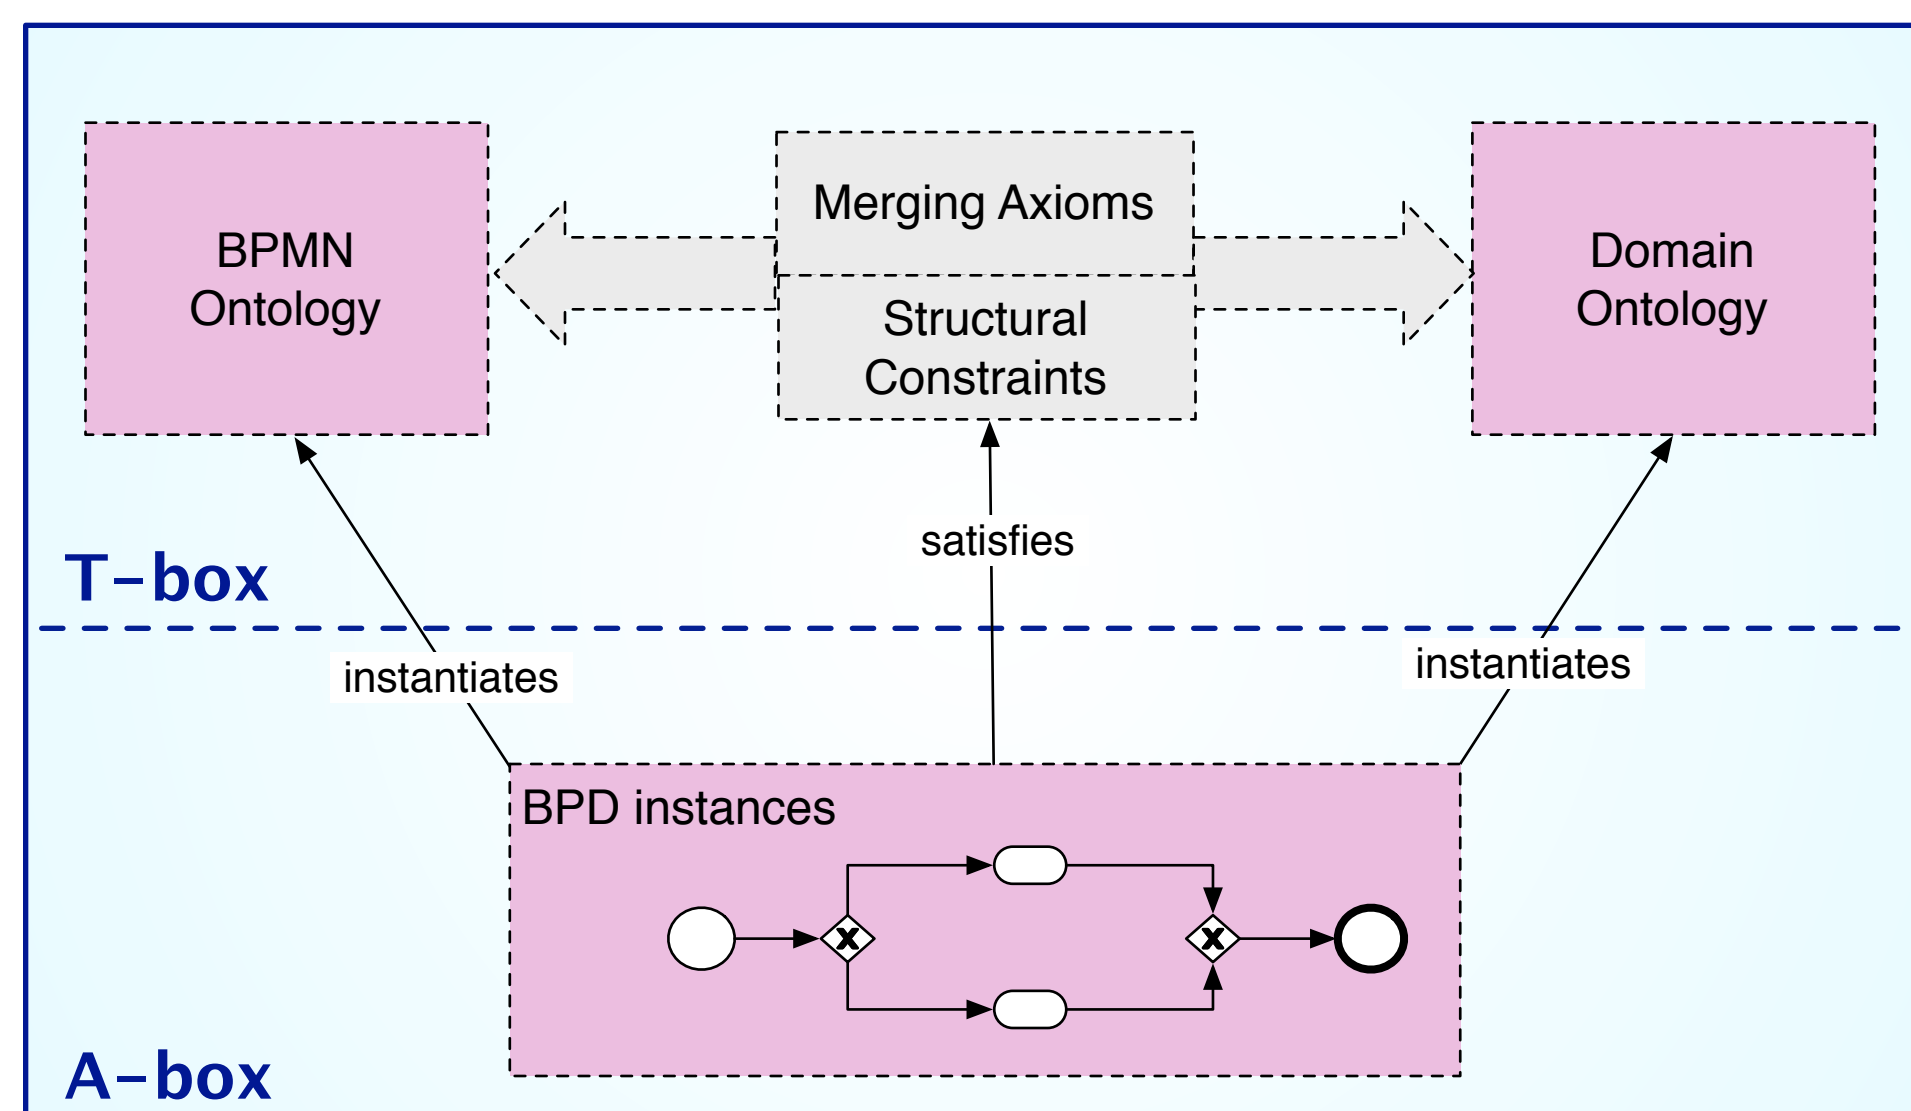 BPMN
Ontology
Merging Axioms
Structural
Constraints
Domain
Ontology
satisfies
T-box
instantiates
instantiates
BPD instances
x
x
A-box